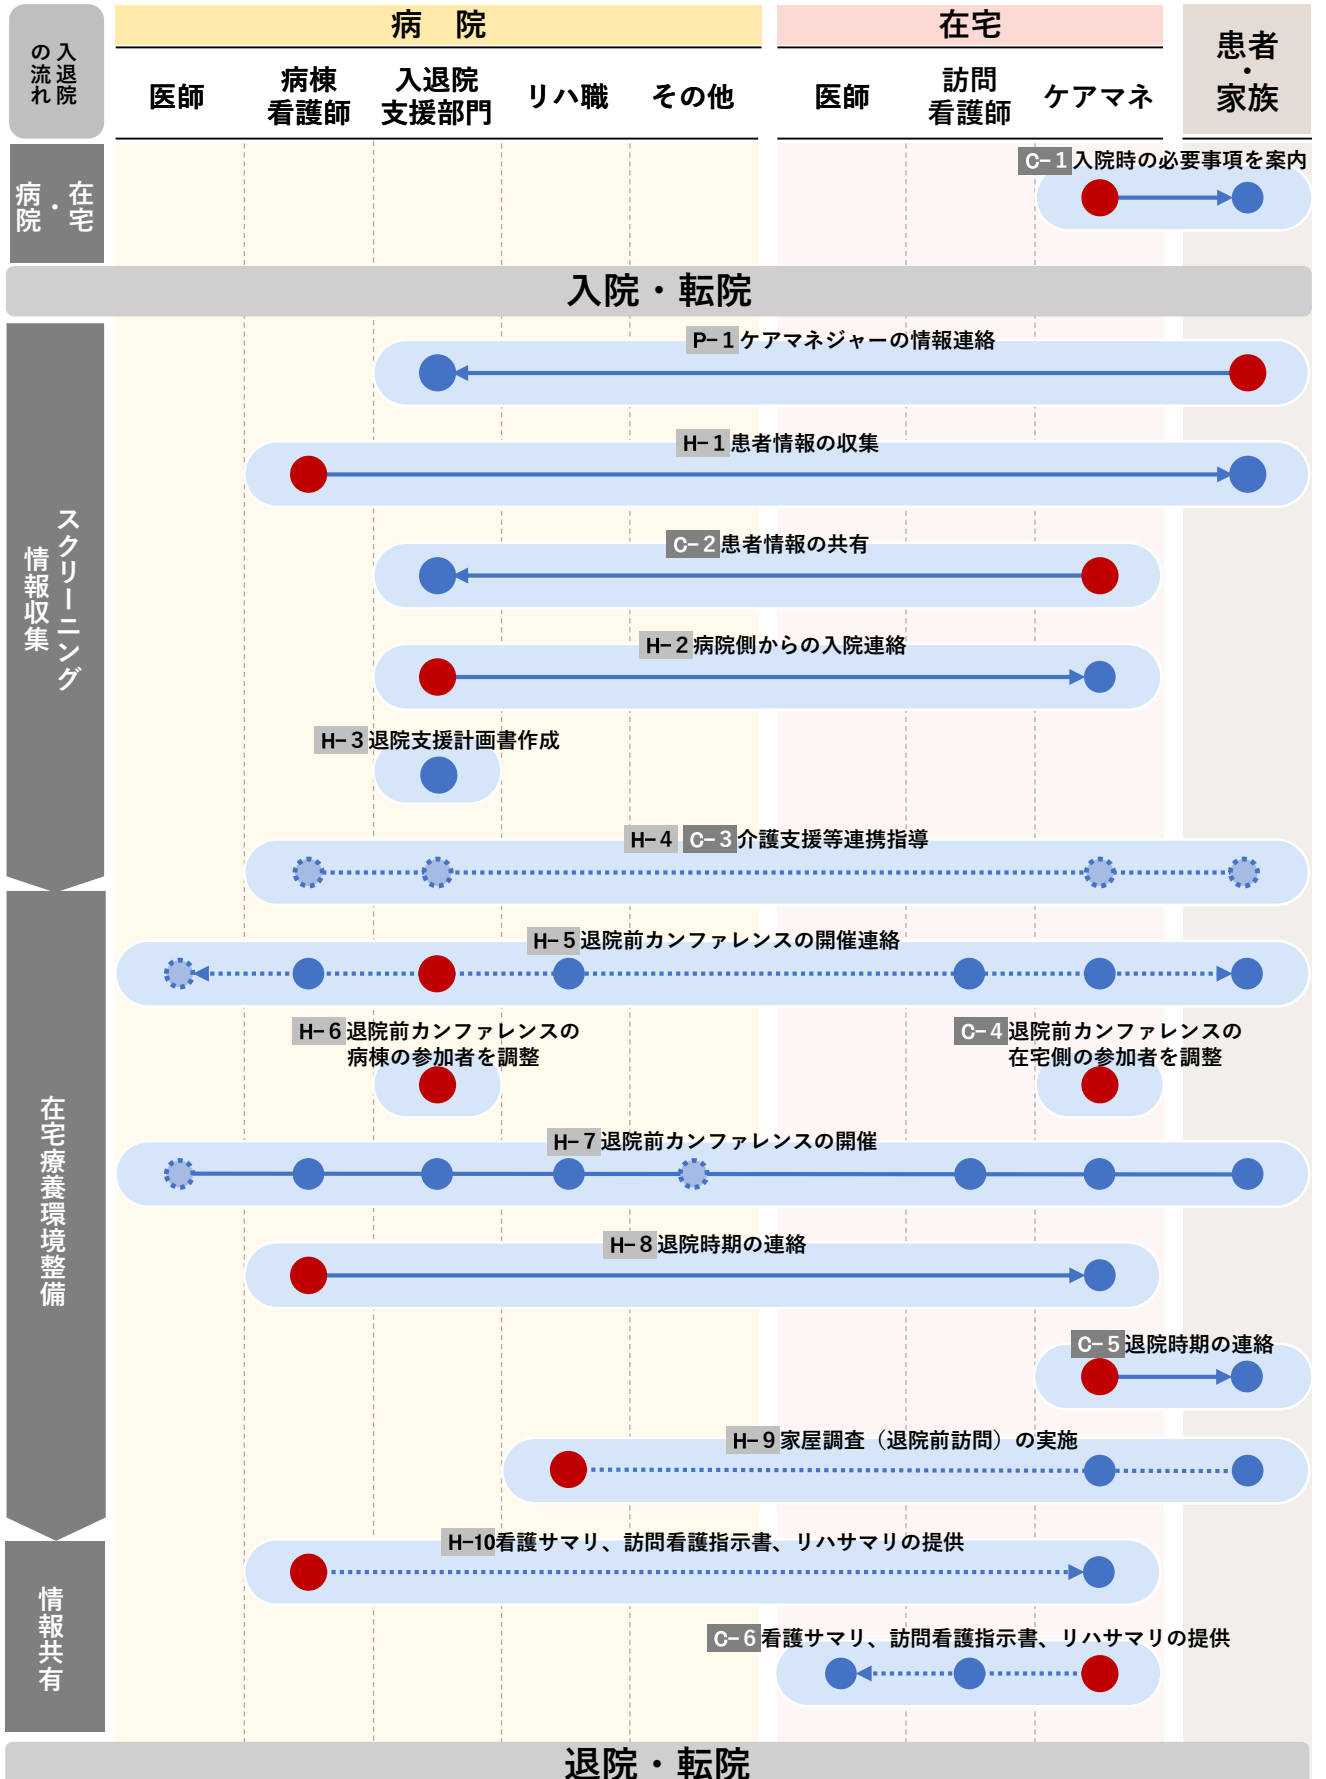 入退院
の流れ
病　院
在宅
患者
・
家族
医師
病棟
看護師
入退院
支援部門
リハ職
その他
医師
訪問
看護師
ケアマネ
在宅
・
病院
C-1 入院時の必要事項を案内
入院・転院
スクリーニング
情報収集
P-1 ケアマネジャーの情報連絡
H-1 患者情報の収集
C-2 患者情報の共有
H-2 病院側からの入院連絡
H-3 退院支援計画書作成
H-4 C-3 介護支援等連携指導
在宅療養環境整備
H-5 退院前カンファレンスの開催連絡
H-6 退院前カンファレンスの
病棟の参加者を調整
C-4 退院前カンファレンスの
在宅側の参加者を調整
H-7 退院前カンファレンスの開催
H-8 退院時期の連絡
C-5 退院時期の連絡
H-9 家屋調査（退院前訪問）の実施
情報共有
H-10 看護サマリ、訪問看護指示書、リハサマリの提供
C-6 看護サマリ、訪問看護指示書、リハサマリの提供
退院・転院